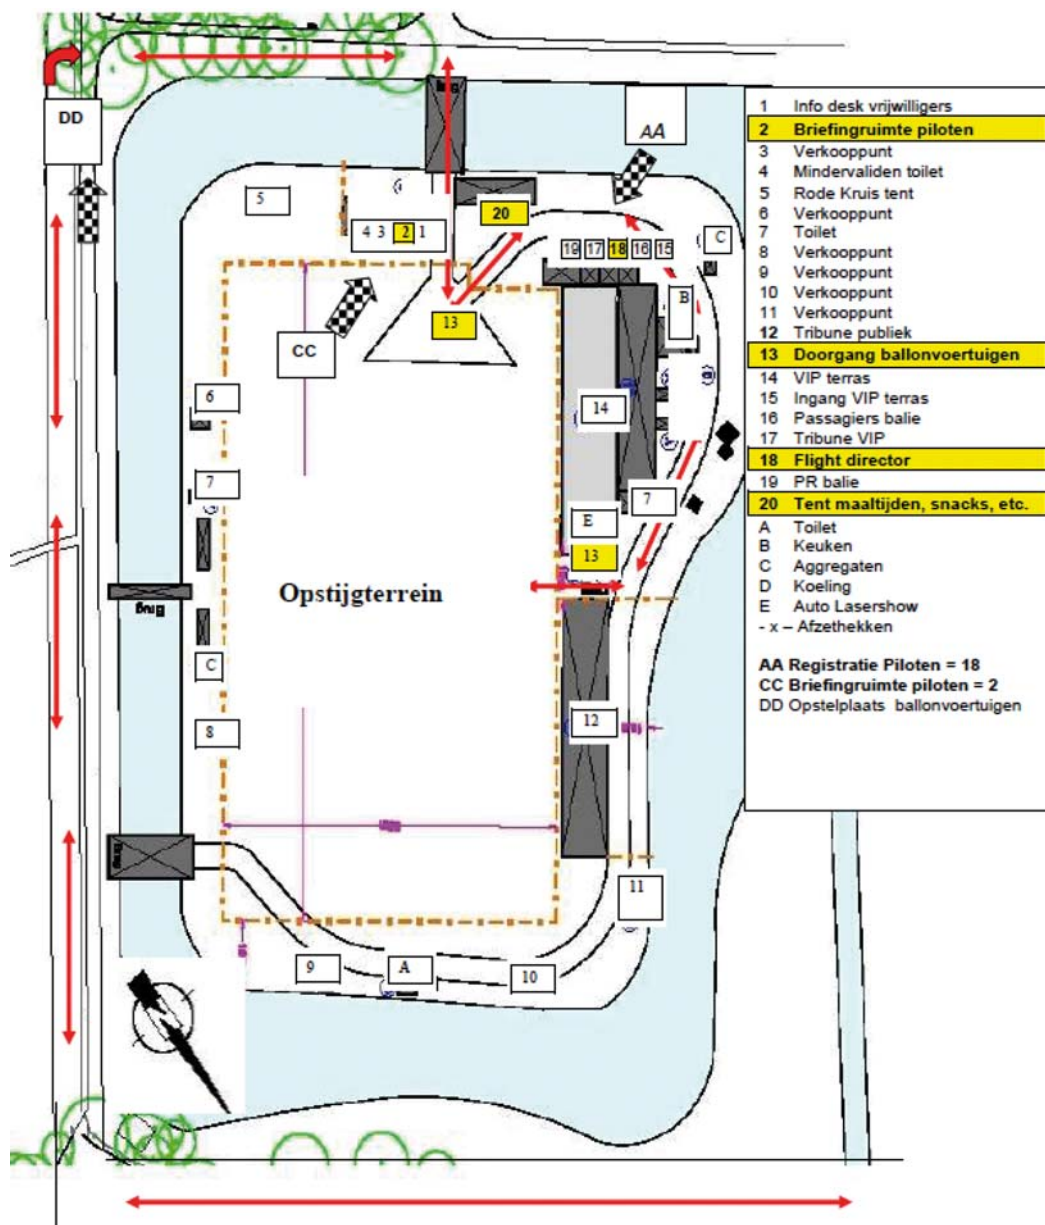 DD
AA
5
20
4 3 2 1
19 17 18 16 15
C
B
13
CC
6
14
7
7
E
13
Opstijgterrein
Brug
C
8
12
11
9
A
10
1 Info desk vrijwilligers
2 Briefingruimte piloten
3 Verkooppunt
4 Mindervaliden toilet
5 Rode Kruis tent
6 Verkooppunt
7 Toilet
8 Verkooppunt
9 Verkooppunt
10 Verkooppunt
11 Verkooppunt
12 Tribune publiek
13 Doorgang ballonvoertuigen
14 VIP terras
15 Ingang VIP terras
16 Passagiers balie
17 Tribune VIP
18 Flight director
19 PR balie
20 Tent maaltijden, snacks, etc.
A Toilet
B Keuken
C Aggregaten
D Koeling
E Auto Lasershow
- x – Afzethekken
AA Registratie Piloten = 18
CC Briefingruimte piloten = 2
DD Opstelplaats ballonvoertuigen